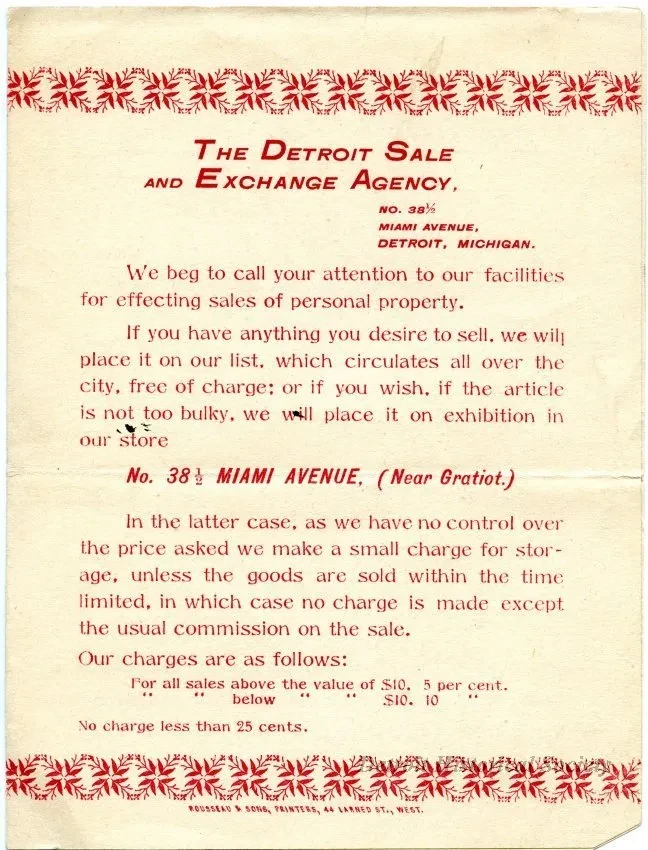 THE DETROIT SALE
AND EXCHANGE AGENCY,
NO. 38½
MIAMI AVENUE,
DETROIT, MICHIGAN.
We beg to call your attention to our facilities
for effecting sales of personal property.
If you have anything you desire to sell, we will
place it on our list, which circulates all over the
city, free of charge; or if you wish, if the article
is not too bulky, we will place it on exhibition in
our store
No. 38½ MIAMI AVENUE, (Near Gratiot.)
In the latter case, as we have no control over
the price asked we make a small charge for stor-
age, unless the goods are sold within the time
limited, in which case no charge is made except
the usual commission on the sale.
Our charges are as follows:
For all sales above the value of $10, 5 per cent.
" " below " " $10, 10 "
No charge less than 25 cents.
Detroit Historical Society
ROUSSEAU & SONS, PRINTERS, 44 LARNED ST., WEST.